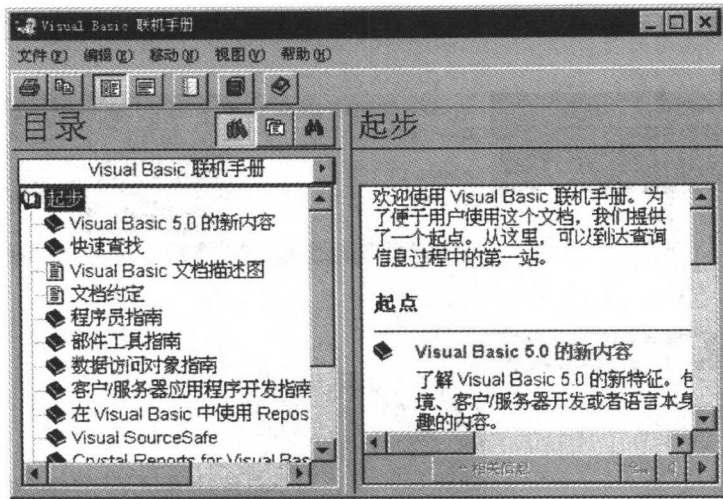 Visual Basic 联机手册
文件(F) 编辑(E) 移动(M) 视图(V) 帮助(H)
目录
起步
Visual Basic 联机手册
起步
Visual Basic 5.0 的新内容
快速查找
Visual Basic 文档描述图
文档约定
程序员指南
部件工具指南
数据访问对象指南
客户/服务器应用程序开发指南
在 Visual Basic 中使用 Repos
Visual SourceSafe
Crystal Reports for Visual Bas
欢迎使用 Visual Basic 联机手册。为
了便于用户使用这个文档，我们提供
了一个起点。从这里，可以到达查询
信息过程中的第一站。
起点
Visual Basic 5.0 的新内容
了解 Visual Basic 5.0 的新特征。包
境、客户/服务器开发或者语言本身
趣的内容。
相关信息